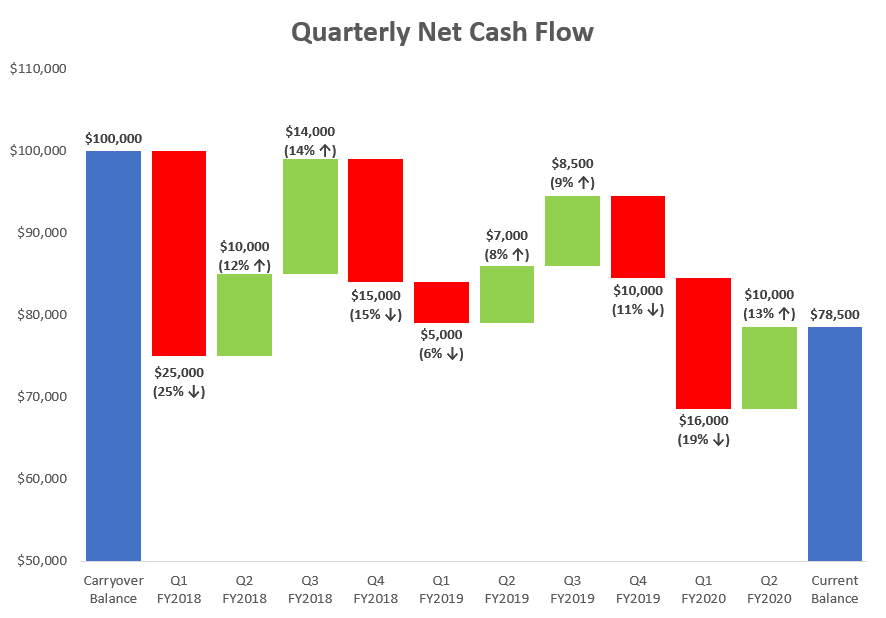 Quarterly Net Cash Flow
$110,000
$100,000
$90,000
$80,000
$70,000
$60,000
$50,000
$100,000
$25,000
(25% ↓)
$10,000
(12% ↑)
$14,000
(14% ↑)
$15,000
(15% ↓)
$5,000
(6% ↓)
$7,000
(8% ↑)
$8,500
(9% ↑)
$10,000
(11% ↓)
$16,000
(19% ↓)
$10,000
(13% ↑)
$78,500
Carryover
Balance
Q1
FY2018
Q2
FY2018
Q3
FY2018
Q4
FY2018
Q1
FY2019
Q2
FY2019
Q3
FY2019
Q4
FY2019
Q1
FY2020
Q2
FY2020
Current
Balance